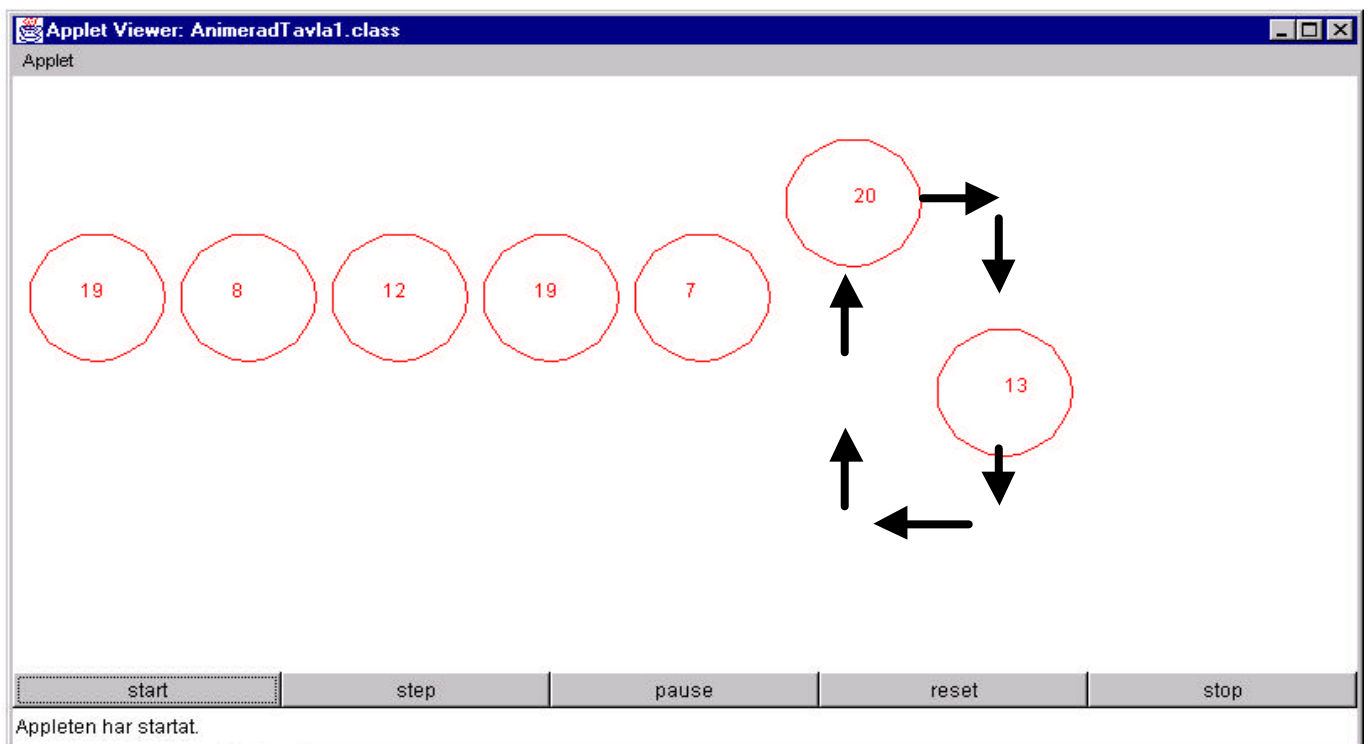 Applet Viewer: AnimeradTavla1.class
Applet
20
19 8 12 19 7
13
start step pause reset stop
Appleten har startat.